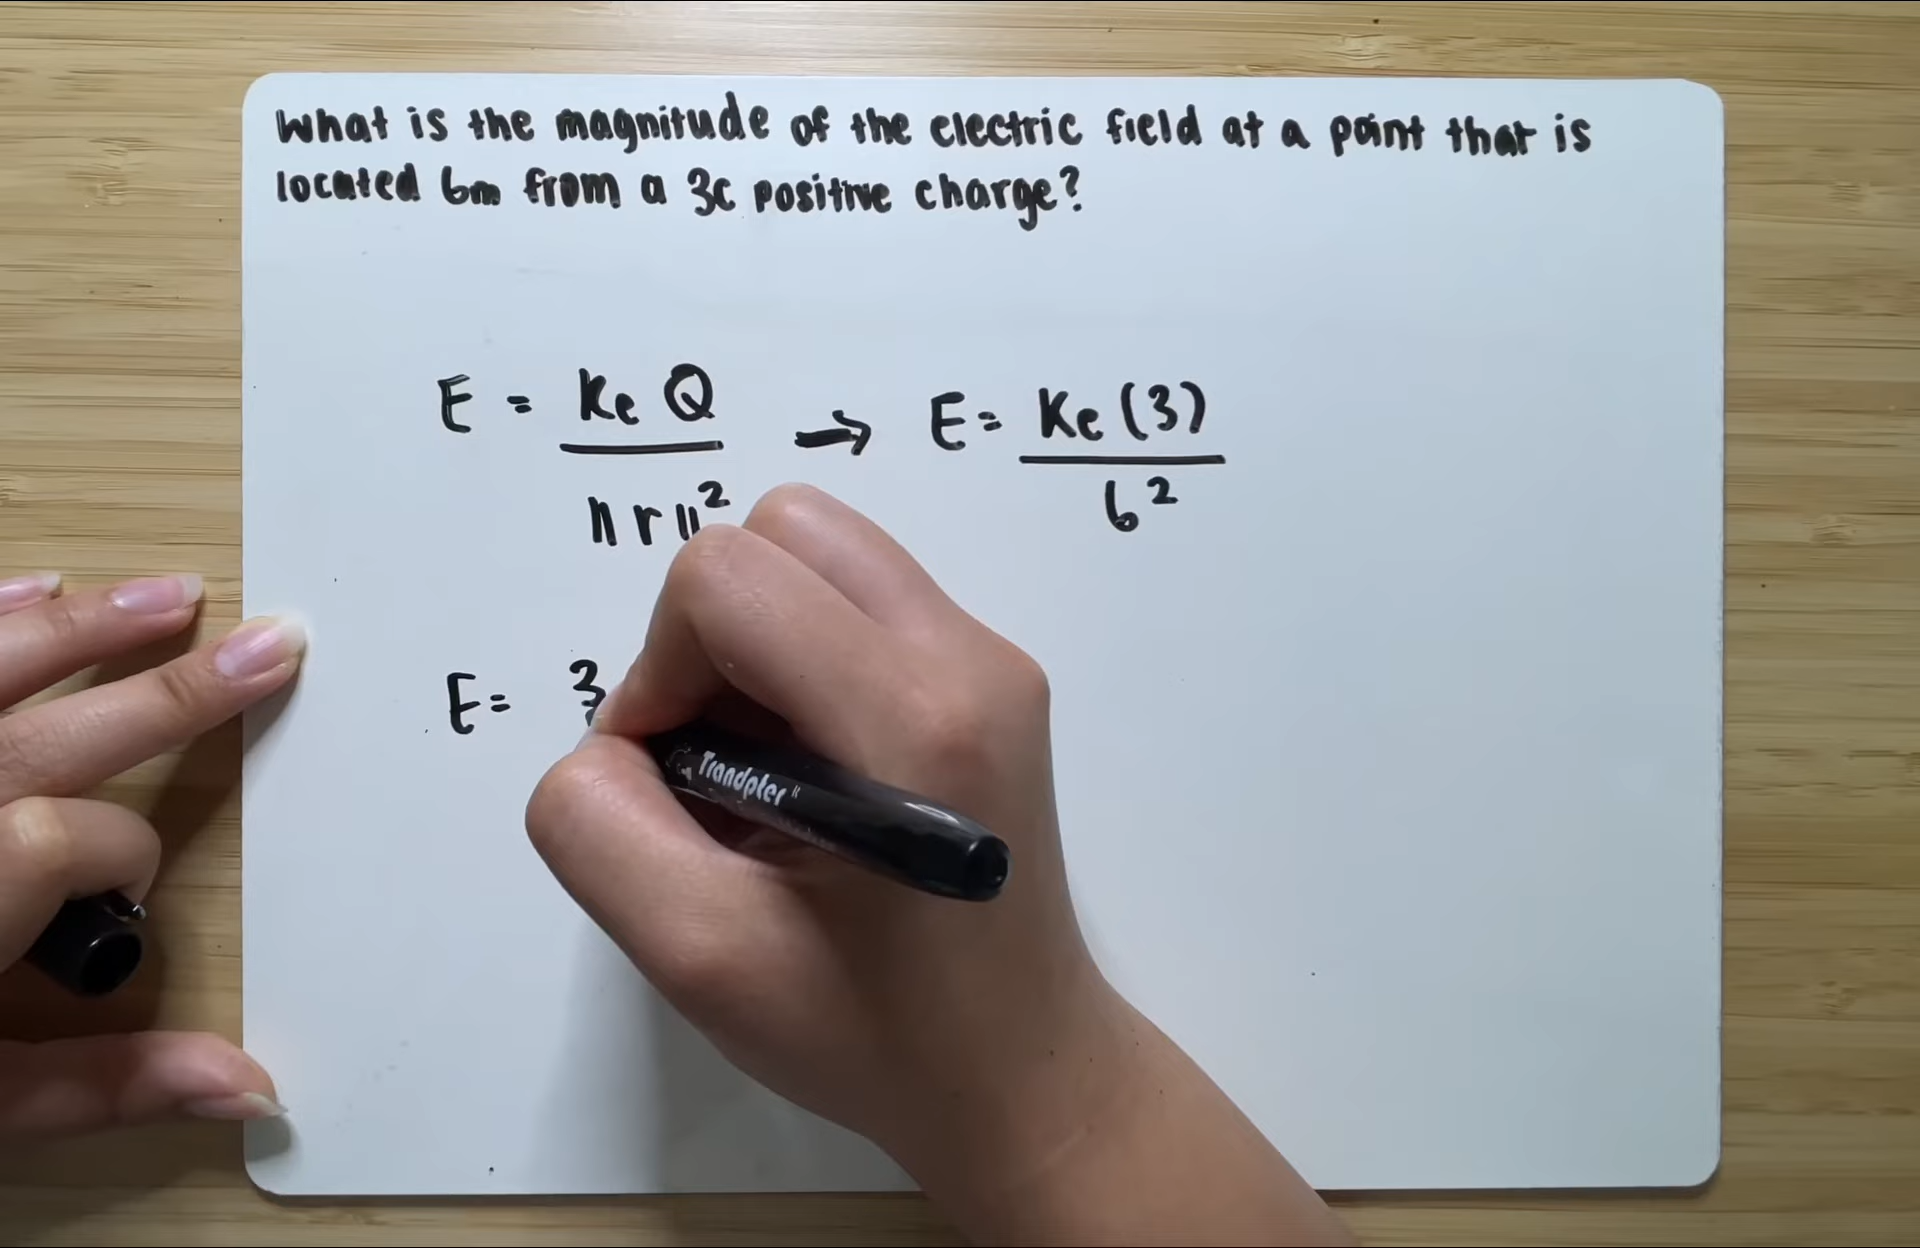 What is the magnitude of the electric field at a point that is
located 6m from a 3c positive charge?
E = Ke Q → E = Ke (3)
||r||² 6²
E = 3
Trandpter